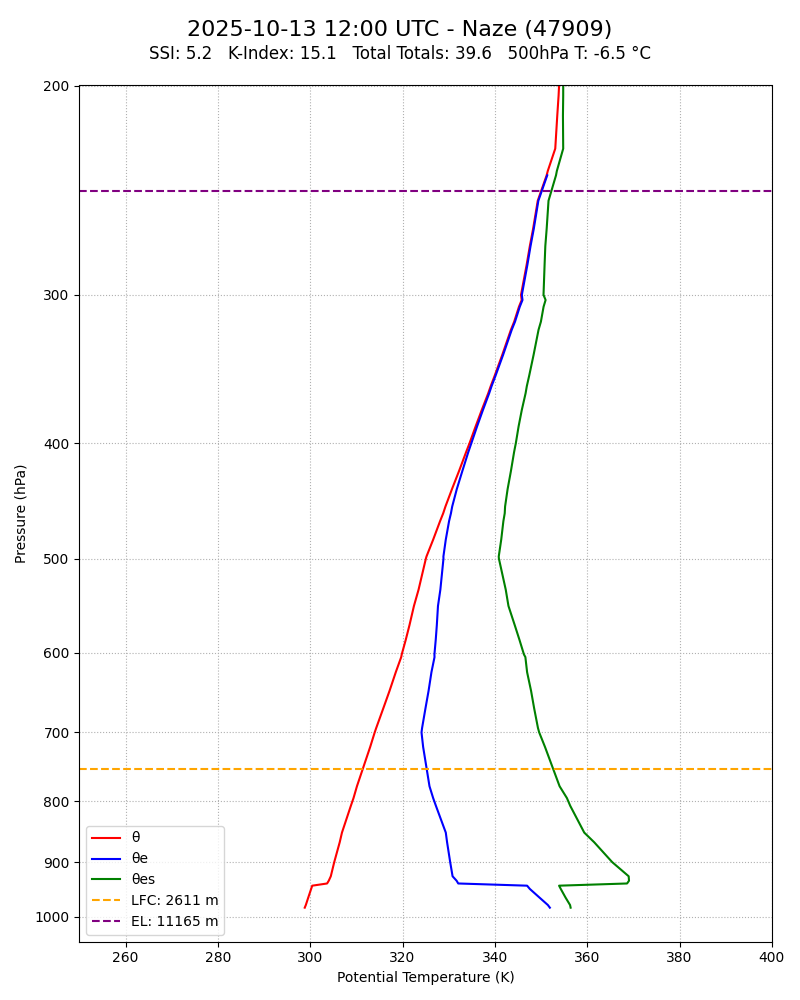 2025-10-13 12:00 UTC - Naze (47909)
SSI: 5.2   K-Index: 15.1   Total Totals: 39.6   500hPa T: -6.5 °C
200
300
400
500
600
700
800
900
1000
Pressure (hPa)
θ
θe
θes
LFC: 2611 m
EL: 11165 m
260 280 300 320 340 360 380 400
Potential Temperature (K)